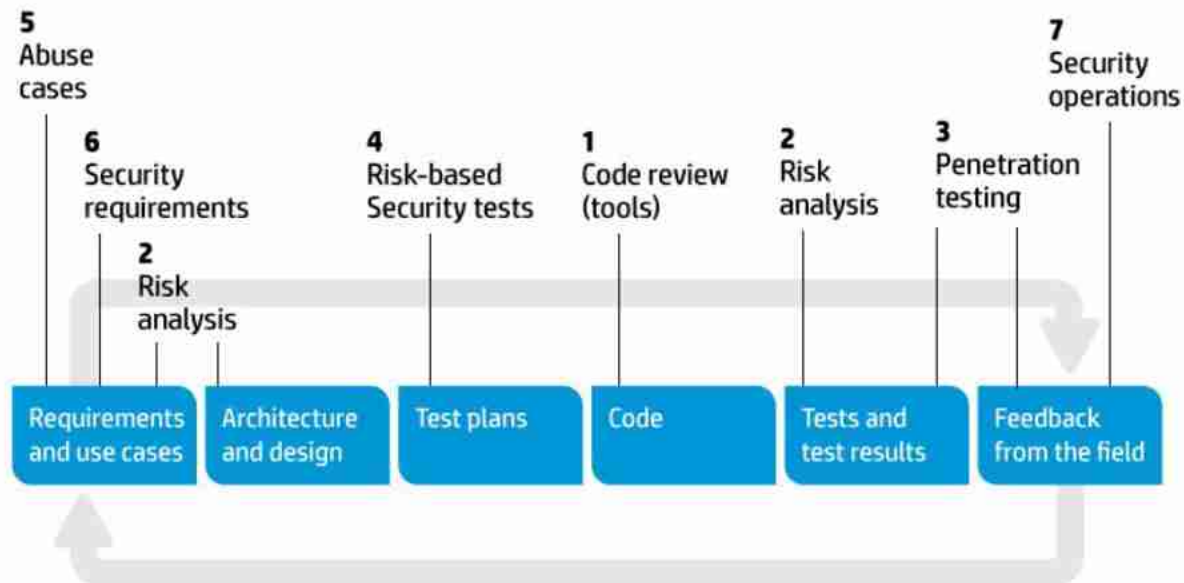 5
Abuse
cases
6
Security
requirements
2
Risk
analysis
4
Risk-based
Security tests
1
Code review
(tools)
2
Risk
analysis
3
Penetration
testing
7
Security
operations
Requirements
and use cases
Architecture
and design
Test plans
Code
Tests and
test results
Feedback
from the field